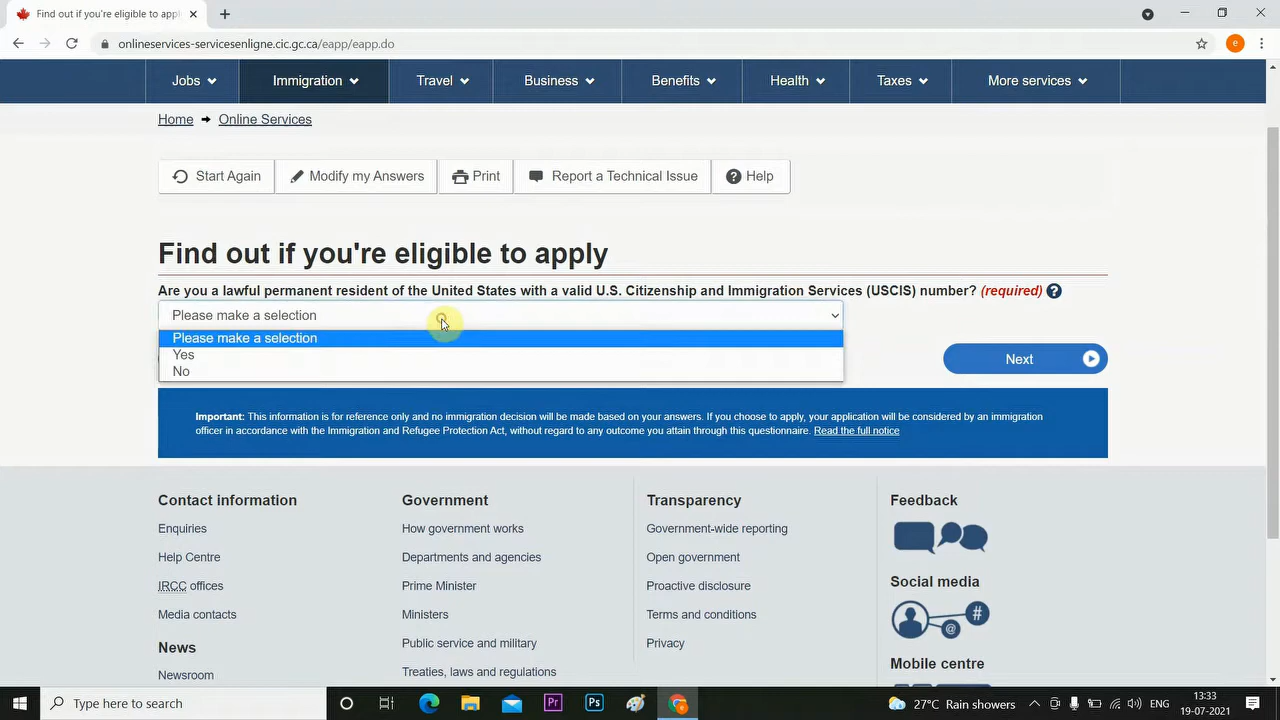 Find out if you're eligible to appl
onlineservices-servicesenligne.cic.gc.ca/eapp/eapp.do
e
Jobs Immigration Travel Business Benefits Health Taxes More services
Home Online Services
Start Again Modify my Answers Print Report a Technical Issue ? Help
Find out if you're eligible to apply
Are you a lawful permanent resident of the United States with a valid U.S. Citizenship and Immigration Services (USCIS) number? (required) ?
Please make a selection
Please make a selection
Yes
No
Next
Important: This information is for reference only and no immigration decision will be made based on your answers. If you choose to apply, your application will be considered by an immigration
officer in accordance with the Immigration and Refugee Protection Act, without regard to any outcome you attain through this questionnaire. Read the full notice
Contact information Government Transparency Feedback
Enquiries How government works Government-wide reporting
Help Centre Departments and agencies Open government
IRCC offices Prime Minister Proactive disclosure Social media
Media contacts Ministers Terms and conditions # @
News Public service and military Privacy
Newsroom Treaties, laws and regulations Mobile centre
Type here to search Pr Ps e 27°C Rain showers ENG 13:33
19-07-2021